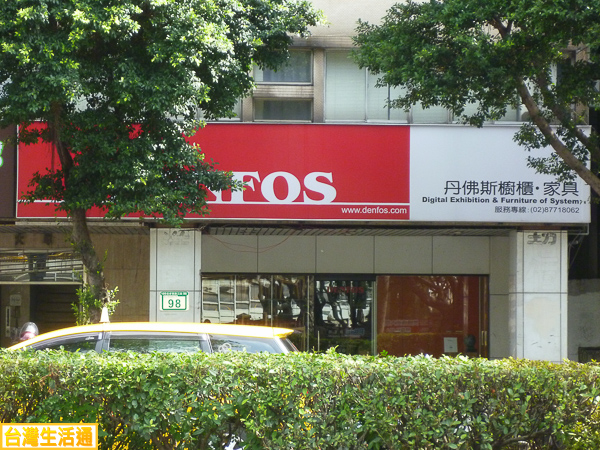 NFOS
www.denfos.com
丹佛斯櫥櫃·家具
Digital Exhibition & Furniture of System
服務專線:(02)87718062
98
台灣生活通